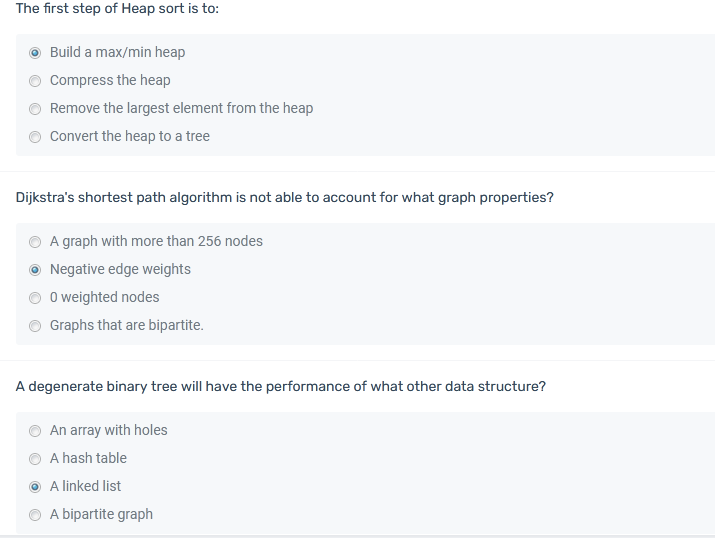 The first step of Heap sort is to:
Build a max/min heap
Compress the heap
Remove the largest element from the heap
Convert the heap to a tree
Dijkstra's shortest path algorithm is not able to account for what graph properties?
A graph with more than 256 nodes
Negative edge weights
0 weighted nodes
Graphs that are bipartite.
A degenerate binary tree will have the performance of what other data structure?
An array with holes
A hash table
A linked list
A bipartite graph